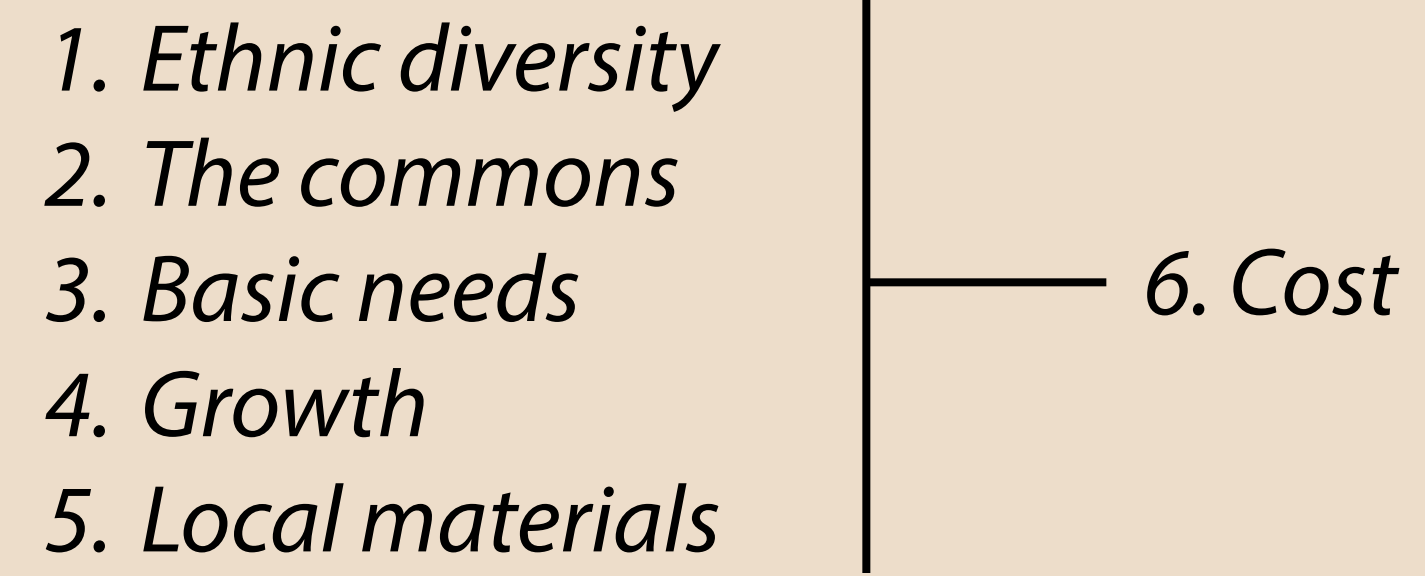 1. Ethnic diversity
2. The commons
3. Basic needs
4. Growth
5. Local materials
6. Cost